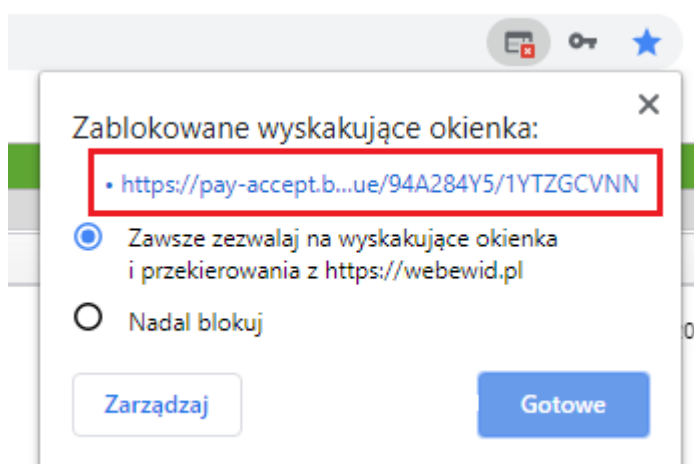 Zablokowane wyskakujące okienka:
• https://pay-accept.b...ue/94A284Y5/1YTZGCVNN
Zawsze zezwalaj na wyskakujące okienka
i przekierowania z https://webewid.pl
Nadal blokuj
Zarządzaj
Gotowe